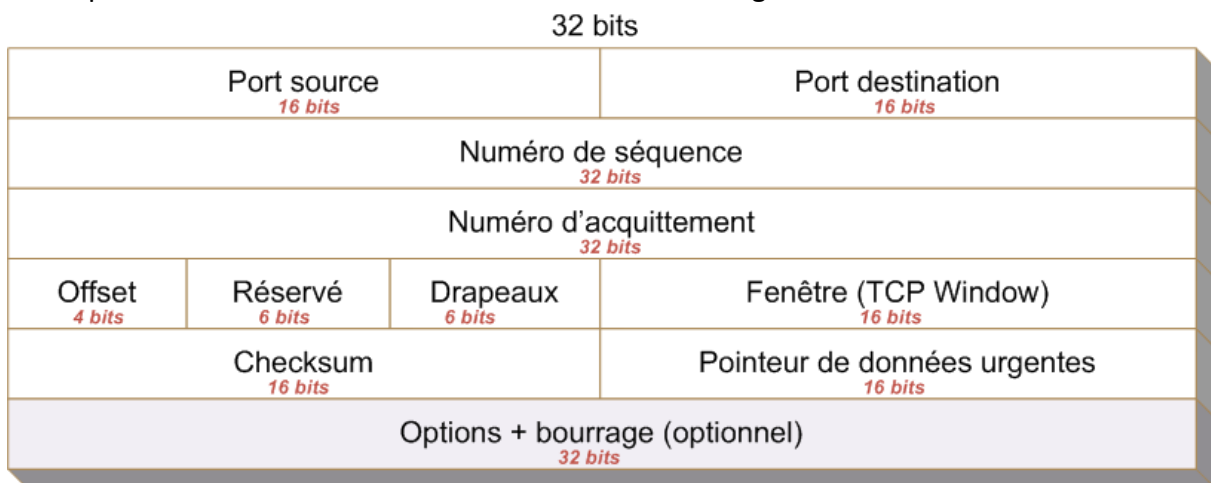 32 bits
Port source
16 bits
Port destination
16 bits
Numéro de séquence
32 bits
Numéro d'acquittement
32 bits
Offset
4 bits
Réservé
6 bits
Drapeaux
6 bits
Fenêtre (TCP Window)
16 bits
Checksum
16 bits
Pointeur de données urgentes
16 bits
Options + bourrage (optionnel)
32 bits